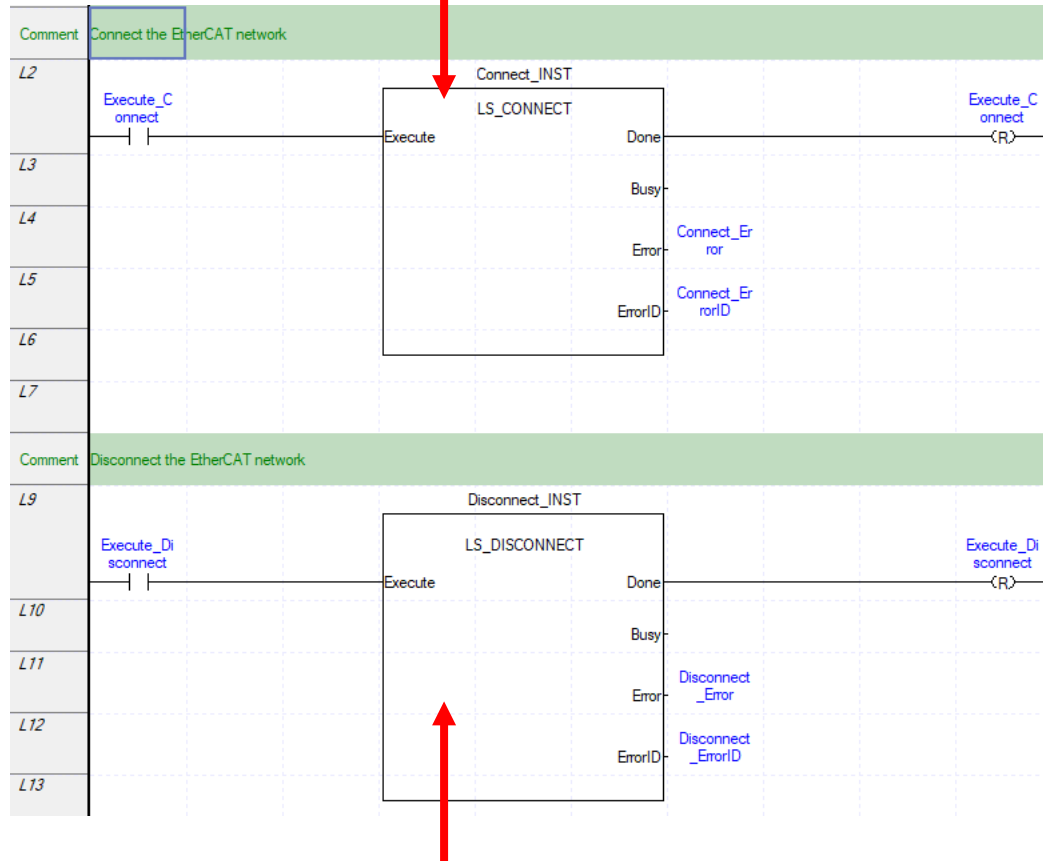 Comment Connect the EtherCAT network
L2
Connect_INST
LS_CONNECT
Execute_C
onnect
Execute
Done
Execute_C
onnect
(R)
L3
Busy
L4
Error
Connect_Er
ror
L5
ErrorID
Connect_Er
rorID
L6
L7
Comment Disconnect the EtherCAT network
L9
Disconnect_INST
LS_DISCONNECT
Execute_Di
sconnect
Execute
Done
Execute_Di
sconnect
(R)
L10
Busy
L11
Error
Disconnect
_Error
L12
ErrorID
Disconnect
_ErrorID
L13